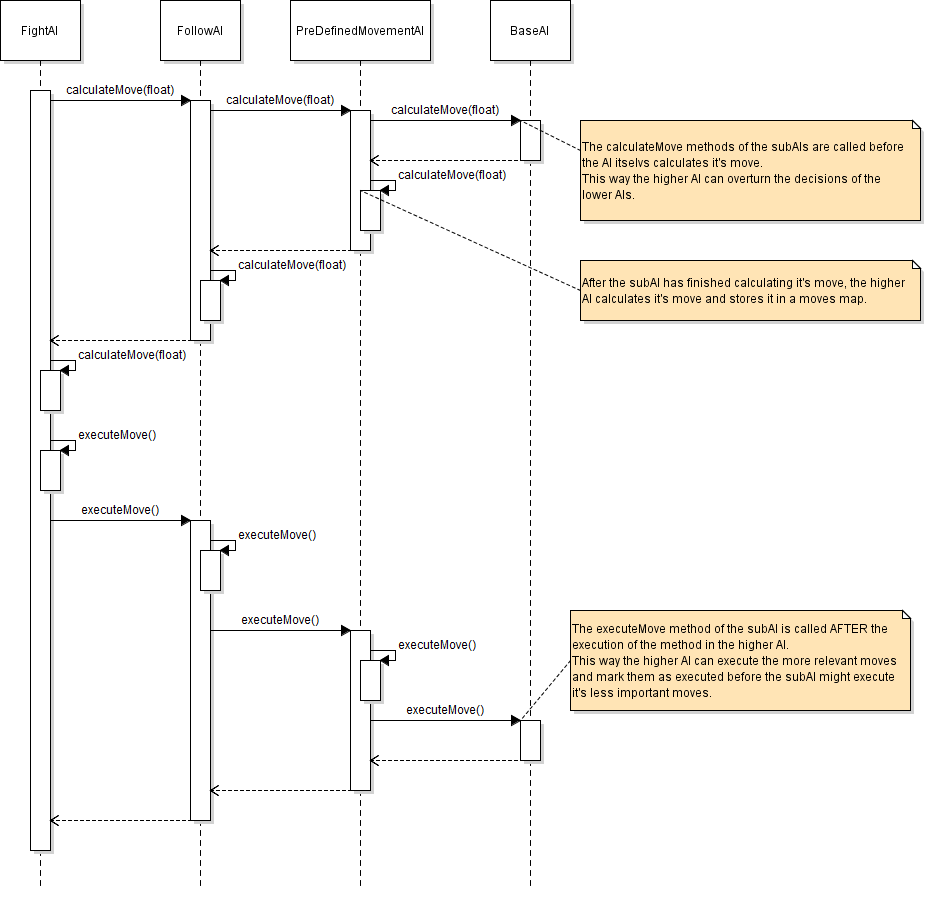 FightAI
FollowAI
PreDefinedMovementAI
BaseAI
calculateMove(float)
calculateMove(float)
calculateMove(float)
The calculateMove methods of the subAIs are called before
the AI itselvs calculates it's move.
This way the higher AI can overturn the decisions of the
lower AIs.
calculateMove(float)
calculateMove(float)
After the subAI has finished calculating it's move, the higher
AI calculates it's move and stores it in a moves map.
calculateMove(float)
executeMove()
executeMove()
executeMove()
executeMove()
executeMove()
executeMove()
The executeMove method of the subAI is called AFTER the
execution of the method in the higher AI.
This way the higher AI can execute the more relevant moves
and mark them as executed before the subAI might execute
it's less important moves.